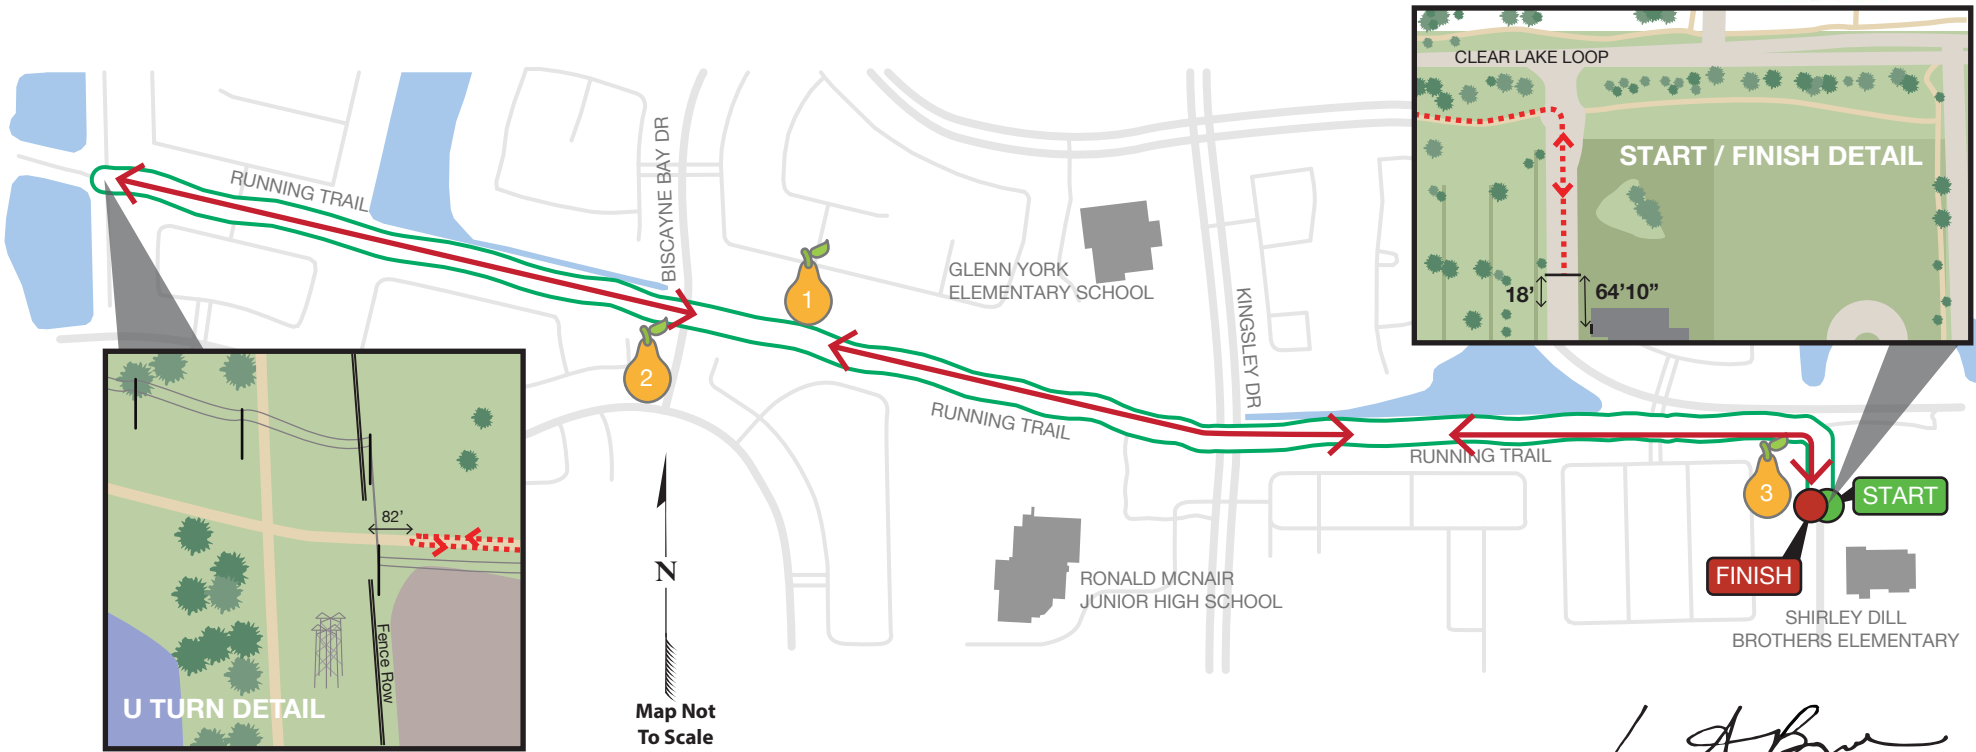 CLEAR LAKE LOOP
START / FINISH DETAIL
18'
64'10"
RUNNING TRAIL
BISCAYNE BAY DR
1
GLENN YORK
ELEMENTARY SCHOOL
KINGSLEY DR
2
RUNNING TRAIL
RUNNING TRAIL
3
START
FINISH
82'
Fence Row
U TURN DETAIL
N
Map Not
To Scale
RONALD MCNAIR
JUNIOR HIGH SCHOOL
SHIRLEY DILL
BROTHERS ELEMENTARY